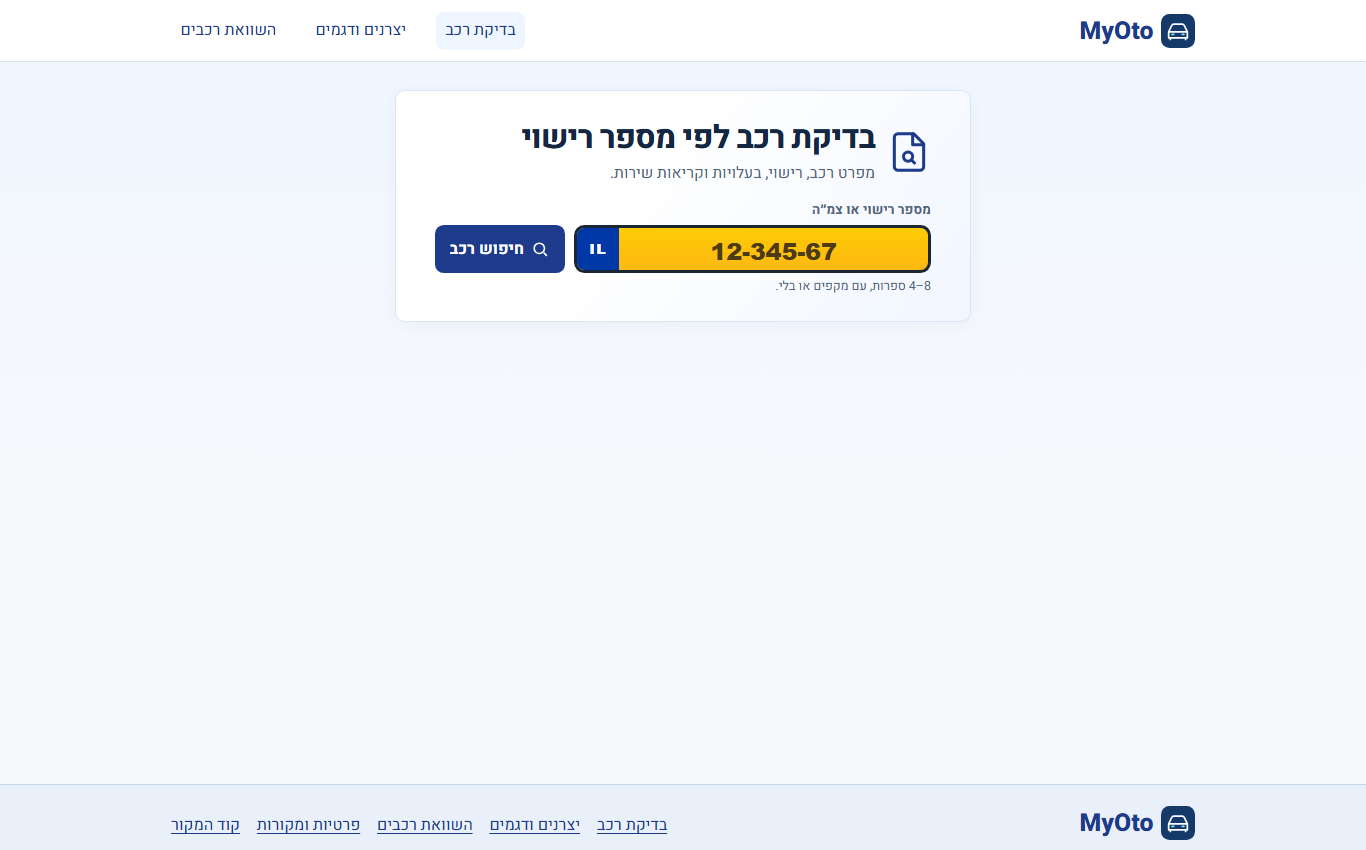 MyOto
בדיקת רכב
יצרנים ודגמים
השוואת רכבים
בדיקת רכב לפי מספר רישוי
מפרט רכב, רישוי, בעלויות וקריאות שירות.
מספר רישוי או צמ״ה
12-345-67
IL
חיפוש רכב
4–8 ספרות, עם מקפים או בלי.
MyOto
בדיקת רכב
יצרנים ודגמים
השוואת רכבים
פרטיות ומקורות
קוד המקור